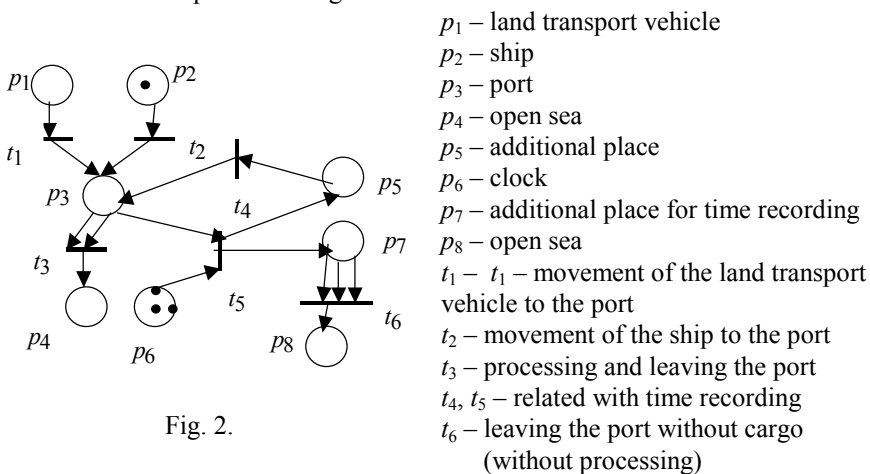 p1
p2
t1
t2
p3
p5
t4
p7
t3
t5
t6
p4
p6
p8
Fig. 2.
p1 – land transport vehicle
p2 – ship
p3 – port
p4 – open sea
p5 – additional place
p6 – clock
p7 – additional place for time recording
p8 – open sea
t1 – t1 – movement of the land transport
vehicle to the port
t2 – movement of the ship to the port
t3 – processing and leaving the port
t4, t5 – related with time recording
t6 – leaving the port without cargo
(without processing)